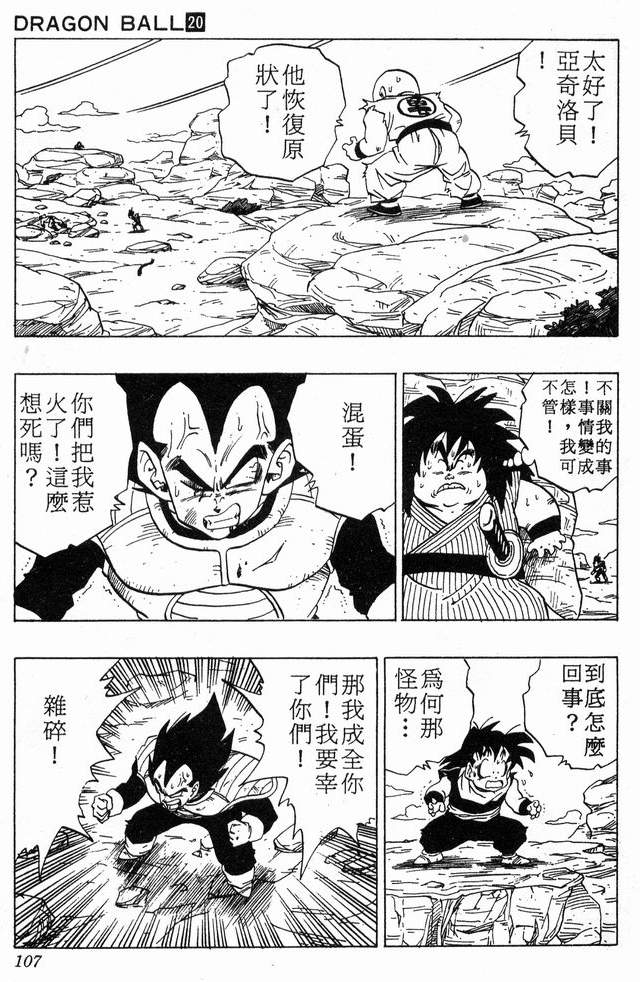 DRAGON BALL 20
太好了！
亞奇洛貝
！
他恢復原
狀了！
不關我的事
！事情變成
怎樣，我可
不管！
混蛋！
你們把我惹
火了！這麼
想死嗎？
到底怎麼
回事？
爲何那
怪物…
那我成全你
們！我要宰
了你們！
雜碎！
107